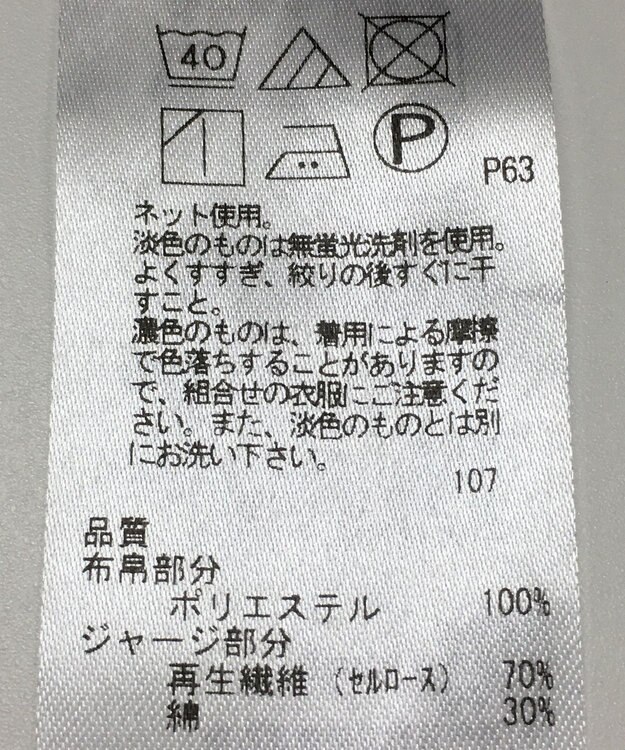 40
P
P63
ネット使用。
淡色のものは無蛍光洗剤を使用。
よくすすぎ、絞りの後すぐに干
すこと。
濃色のものは、着用による摩擦
で色落ちすることがありますの
で、組合せの衣服にご注意くだ
さい。また、淡色のものとは別
にお洗い下さい。
107
品質
布帛部分
ポリエステル 100%
ジャージ部分
再生繊維（セルロース） 70%
綿 30%